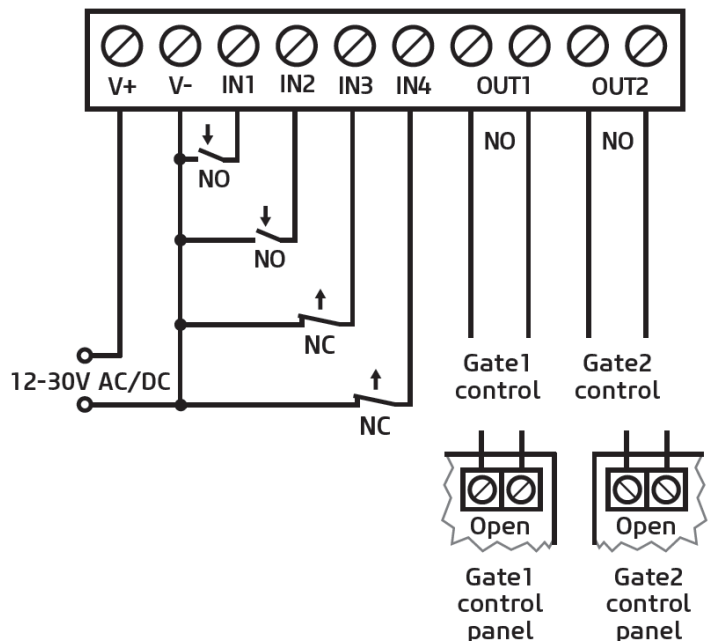 V+ V- IN1 IN2 IN3 IN4 OUT1 OUT2
NO NO
NO
NO
NC
12-30V AC/DC
NC
Gate1
control
Gate2
control
Open
Open
Gate1
control
panel
Gate2
control
panel